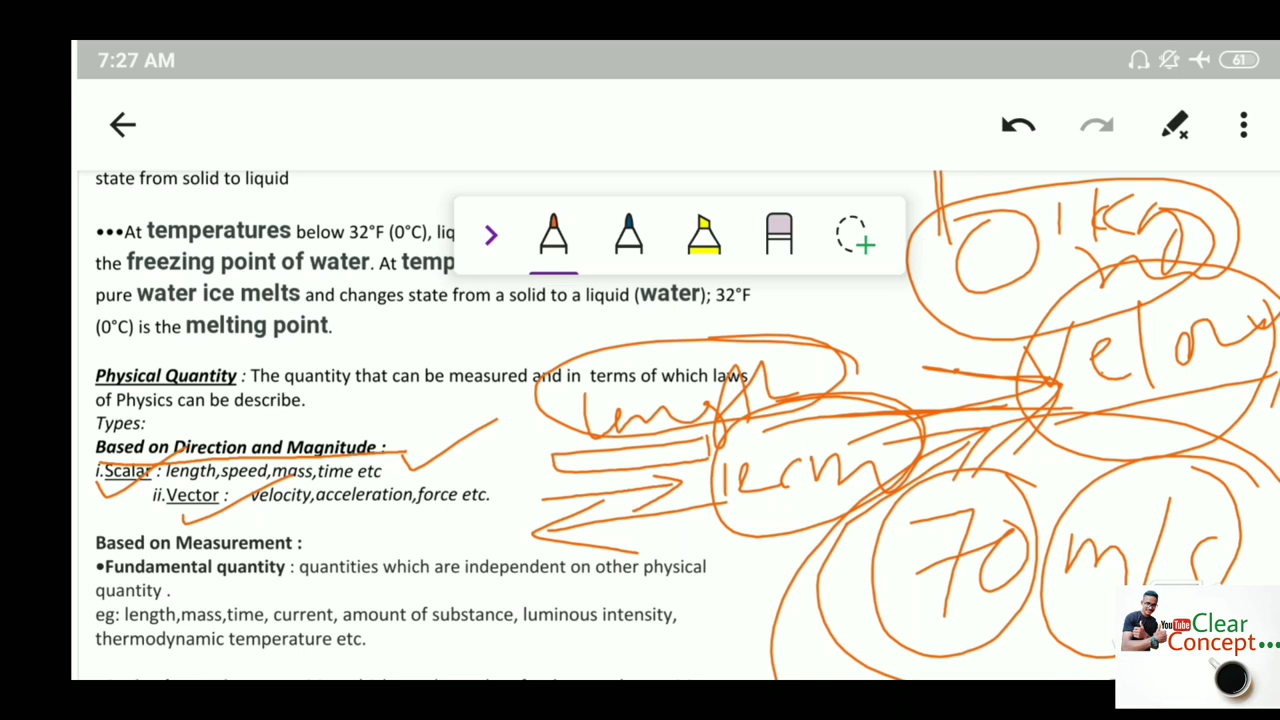 7:27 AM
61
state from solid to liquid
•••At temperatures below 32°F (0°C), liq
the freezing point of water. At temp
pure water ice melts and changes state from a solid to a liquid (water); 32°F
(0°C) is the melting point.
Physical Quantity : The quantity that can be measured and in terms of which laws
of Physics can be describe.
Types:
Based on Direction and Magnitude :
i.Scalar : length,speed,mass,time etc
ii.Vector : velocity,acceleration,force etc.
Based on Measurement :
•Fundamental quantity : quantities which are independent on other physical
quantity .
eg: length,mass,time, current, amount of substance, luminous intensity,
thermodynamic temperature etc.
length
70 m/s
YouTube Clear
Concept•••